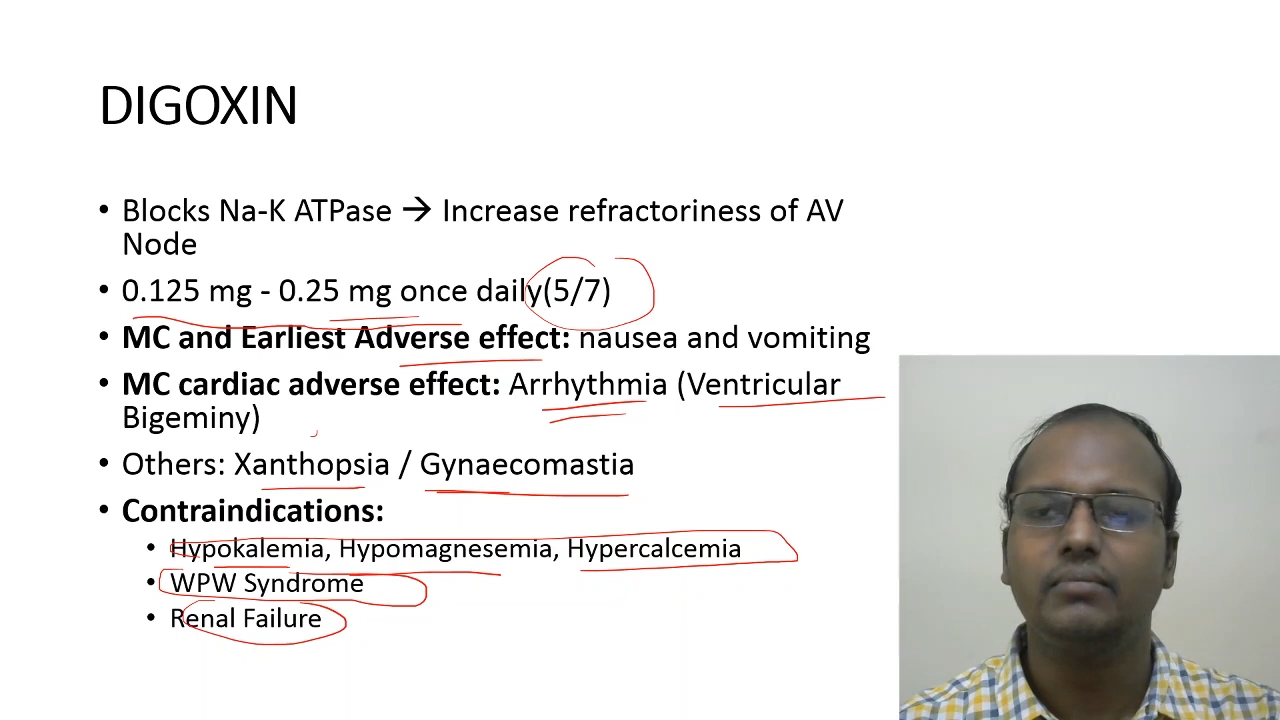 DIGOXIN
• Blocks Na-K ATPase → Increase refractoriness of AV
Node
• 0.125 mg - 0.25 mg once daily(5/7)
• MC and Earliest Adverse effect: nausea and vomiting
• MC cardiac adverse effect: Arrhythmia (Ventricular
Bigeminy)
• Others: Xanthopsia / Gynaecomastia
• Contraindications:
• Hypokalemia, Hypomagnesemia, Hypercalcemia
• WPW Syndrome
• Renal Failure